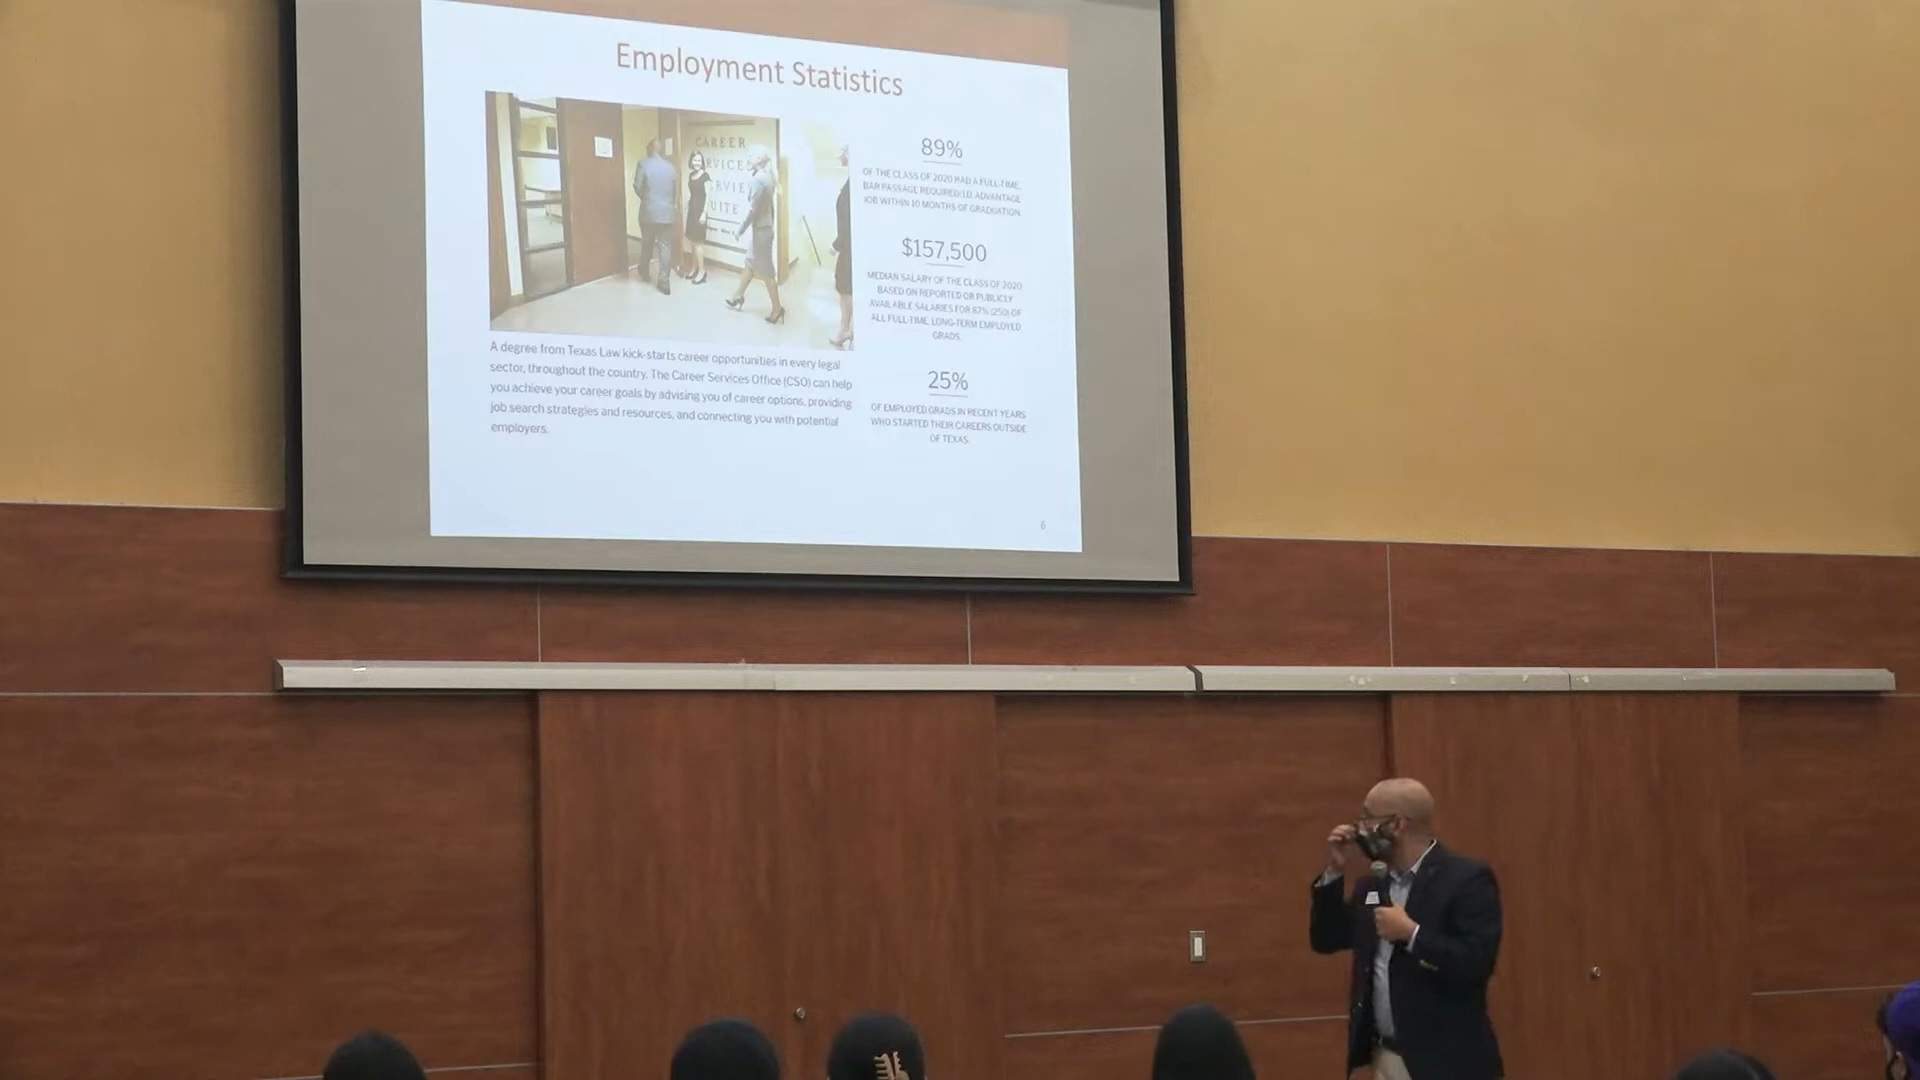 Employment Statistics
CAREER
UITE
89%
OF THE CLASS OF 2020 HAD A FULL-TIME,
BAR PASSAGE REQUIRED/J.D. ADVANTAGE
JOB WITHIN 10 MONTHS OF GRADUATION.
$157,500
MEDIAN SALARY OF THE CLASS OF 2020
BASED ON REPORTED OR PUBLICLY
AVAILABLE SALARIES FOR 87% (250) OF
ALL FULL-TIME, LONG-TERM EMPLOYED
GRADS.
25%
OF EMPLOYED GRADS IN RECENT YEARS
WHO STARTED THEIR CAREERS OUTSIDE
OF TEXAS.
A degree from Texas Law kick-starts career opportunities in every legal
sector, throughout the country. The Career Services Office (CSO) can help
you achieve your career goals by advising you of career options, providing
job search strategies and resources, and connecting you with potential
employers.
6